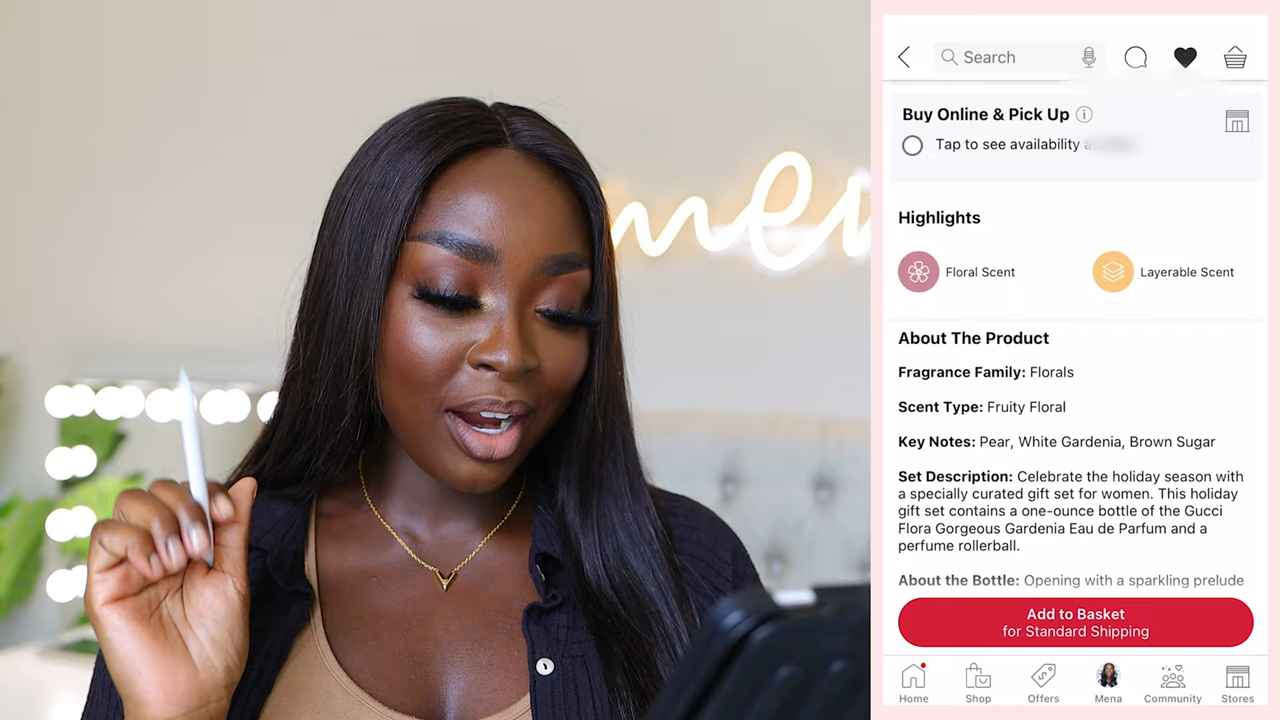 mer
Search
Buy Online & Pick Up
Tap to see availability
Highlights
Floral Scent
Layerable Scent
About The Product
Fragrance Family: Florals
Scent Type: Fruity Floral
Key Notes: Pear, White Gardenia, Brown Sugar
Set Description: Celebrate the holiday season with
a specially curated gift set for women. This holiday
gift set contains a one-ounce bottle of the Gucci
Flora Gorgeous Gardenia Eau de Parfum and a
perfume rollerball.
About the Bottle: Opening with a sparkling prelude
Add to Basket
for Standard Shipping
Home
Shop
Offers
Mena
Community
Stores